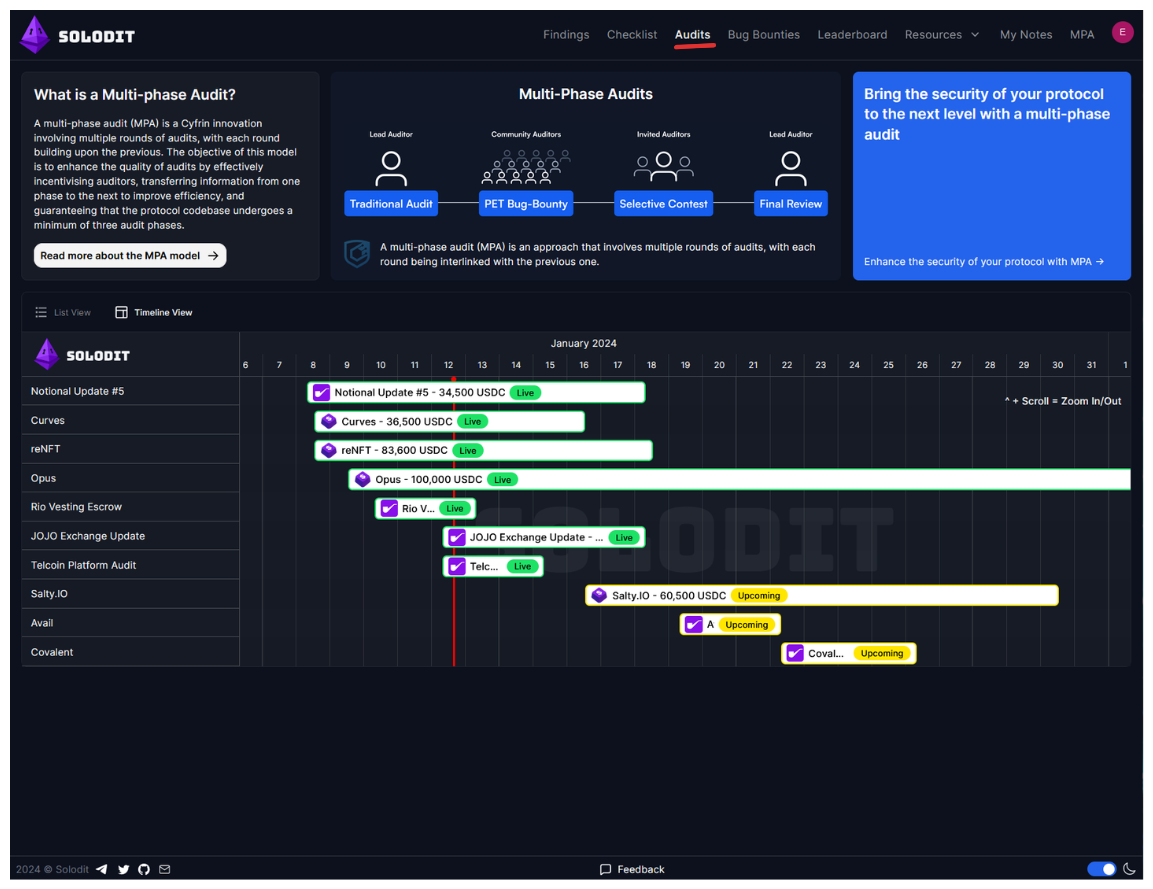 SOLODIT
Findings
Checklist
Audits
Bug Bounties
Leaderboard
Resources
My Notes
MPA
E
What is a Multi-phase Audit?
A multi-phase audit (MPA) is a Cyfrin innovation
involving multiple rounds of audits, with each round
building upon the previous. The objective of this model
is to enhance the quality of audits by effectively
incentivising auditors, transferring information from one
phase to the next to improve efficiency, and
guaranteeing that the protocol codebase undergoes a
minimum of three audit phases.
Read more about the MPA model →
Multi-Phase Audits
Lead Auditor
Community Auditors
Invited Auditors
Lead Auditor
Traditional Audit
PET Bug-Bounty
Selective Contest
Final Review
A multi-phase audit (MPA) is an approach that involves multiple rounds of audits, with each
round being interlinked with the previous one.
Bring the security of your protocol
to the next level with a multi-phase
audit
Enhance the security of your protocol with MPA →
List View
Timeline View
SOLODIT
January 2024
6 7 8 9 10 11 12 13 14 15 16 17 18 19 20 21 22 23 24 25 26 27 28 29 30 31 1
^ + Scroll = Zoom In/Out
Notional Update #5
Notional Update #5 - 34,500 USDC Live
Curves
Curves - 36,500 USDC Live
reNFT
reNFT - 83,600 USDC Live
Opus
Opus - 100,000 USDC Live
Rio Vesting Escrow
Rio V... Live
JOJO Exchange Update
JOJO Exchange Update - ... Live
Telcoin Platform Audit
Telc... Live
Salty.IO
Salty.IO - 60,500 USDC Upcoming
Avail
A Upcoming
Covalent
Coval... Upcoming
SOLODIT
2024 © Solodit
Feedback